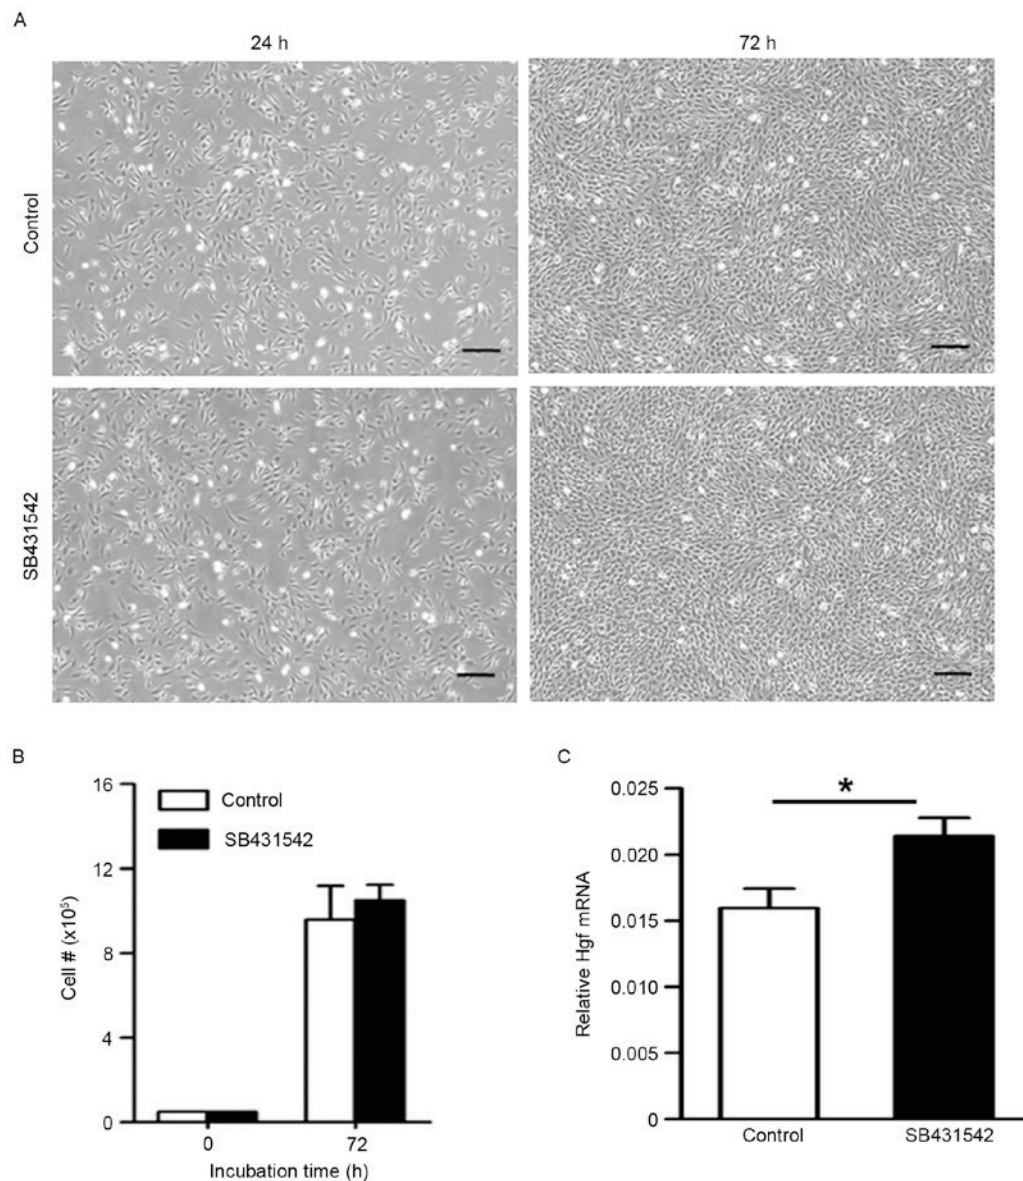 A
24 h
72 h
Control
SB431542
B
16
12
8
4
0
Cell # (x10⁵)
Control
SB431542
0
72
Incubation time (h)
C
0.025
0.020
0.015
0.010
0.005
0
Relative Hgf mRNA
*
Control
SB431542